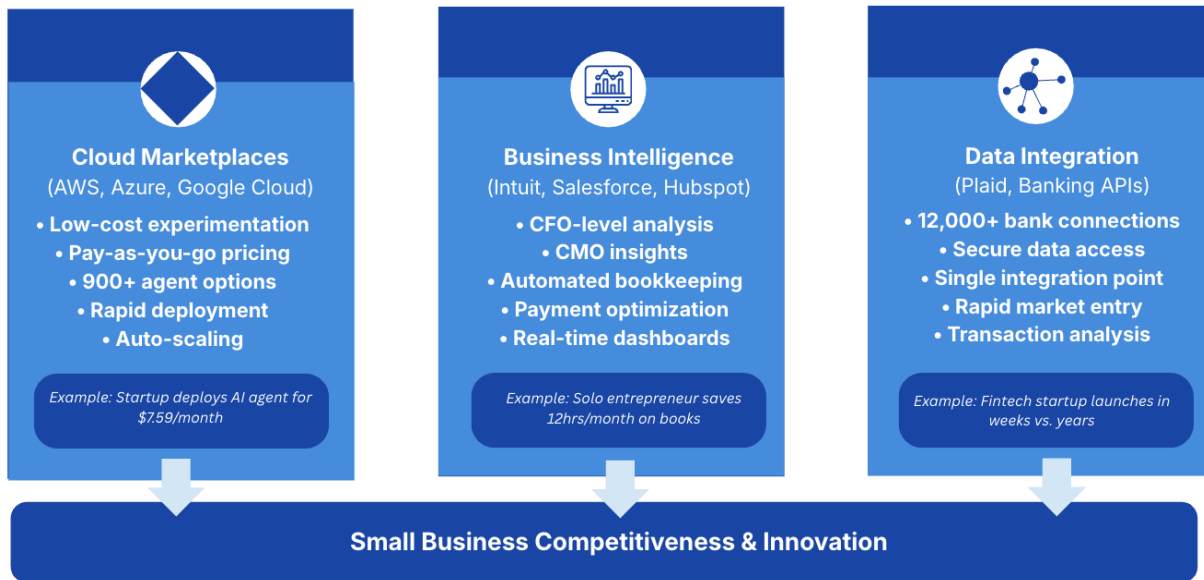 Cloud Marketplaces
(AWS, Azure, Google Cloud)
• Low-cost experimentation
• Pay-as-you-go pricing
• 900+ agent options
• Rapid deployment
• Auto-scaling
Example: Startup deploys AI agent for
$7.59/month
Business Intelligence
(Intuit, Salesforce, Hubspot)
• CFO-level analysis
• CMO insights
• Automated bookkeeping
• Payment optimization
• Real-time dashboards
Example: Solo entrepreneur saves
12hrs/month on books
Data Integration
(Plaid, Banking APIs)
• 12,000+ bank connections
• Secure data access
• Single integration point
• Rapid market entry
• Transaction analysis
Example: Fintech startup launches in
weeks vs. years
Small Business Competitiveness & Innovation